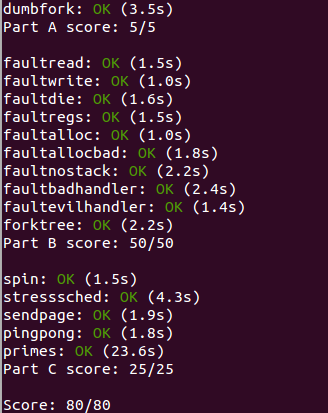 dumbfork: OK (3.5s)
Part A score: 5/5
faultread: OK (1.5s)
faultwrite: OK (1.0s)
faultdie: OK (1.6s)
faultregs: OK (1.5s)
faultalloc: OK (1.0s)
faultallocbad: OK (1.8s)
faultnostack: OK (2.2s)
faultbadhandler: OK (2.4s)
faultevilhandler: OK (1.4s)
forktree: OK (2.2s)
Part B score: 50/50
spin: OK (1.5s)
stresssched: OK (4.3s)
sendpage: OK (1.9s)
pingpong: OK (1.8s)
primes: OK (23.6s)
Part C score: 25/25
Score: 80/80